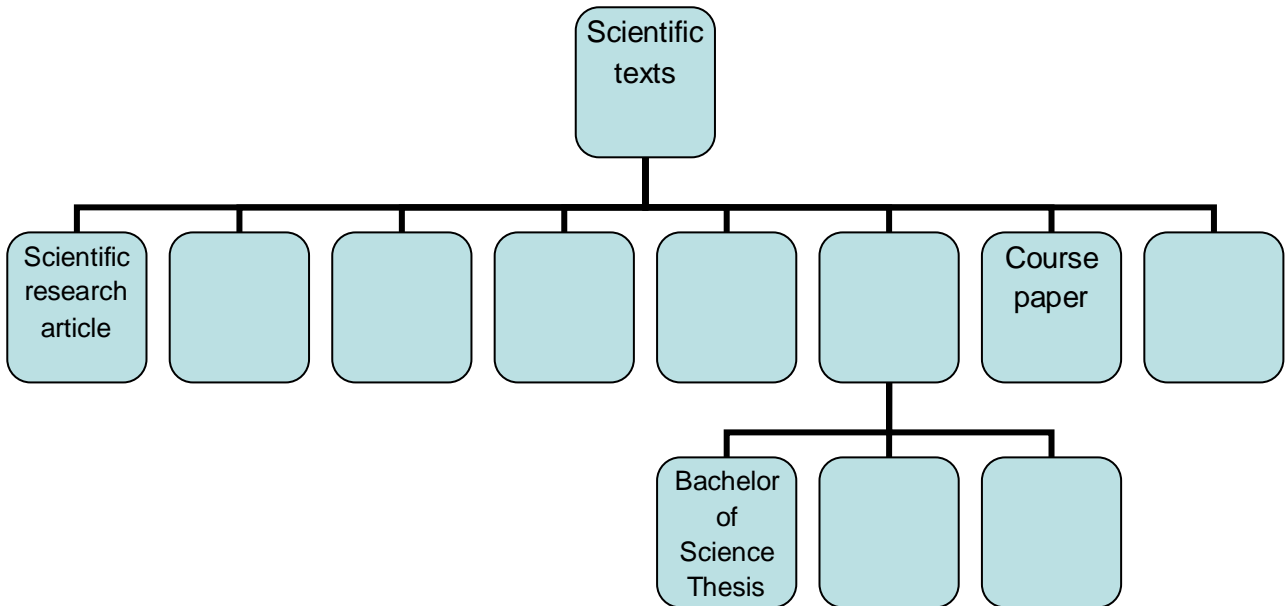 Scientific
texts
Scientific
research
article
Course
paper
Bachelor
of
Science
Thesis